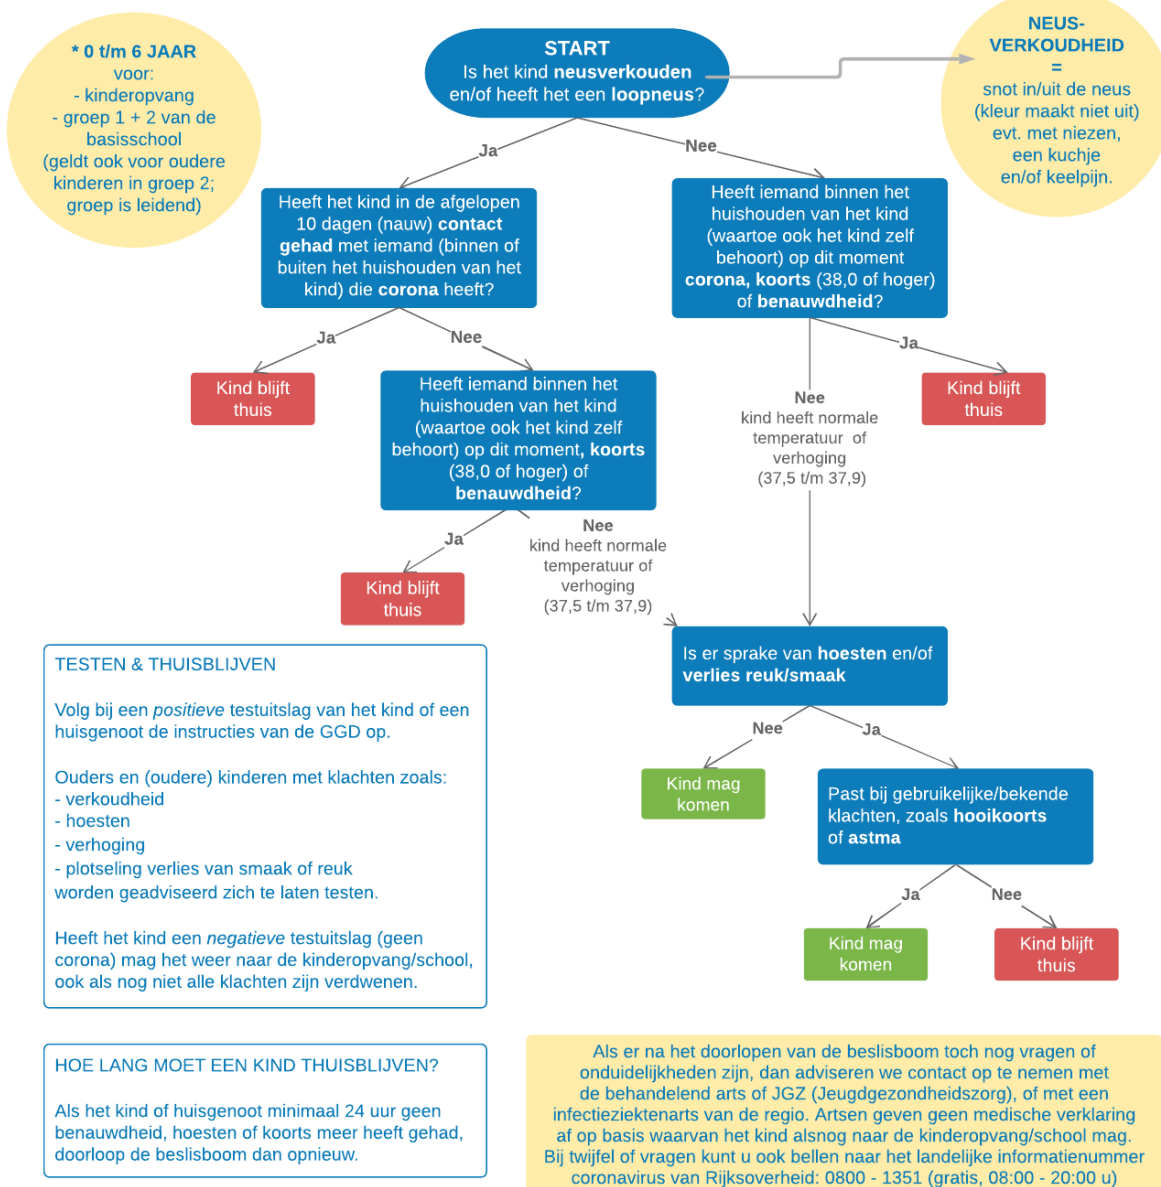 * 0 t/m 6 JAAR
voor:
- kinderopvang
- groep 1 + 2 van de
basisschool
(geldt ook voor oudere
kinderen in groep 2;
groep is leidend)
START
Is het kind neusverkouden
en/of heeft het een loopneus?
NEUS-
VERKOUDHEID
=
snot in/uit de neus
(kleur maakt niet uit)
evt. met niezen,
een kuchje
en/of keelpijn.
Ja
Nee
Heeft het kind in de afgelopen
10 dagen (nauw) contact
gehad met iemand (binnen of
buiten het huishouden van het
kind) die corona heeft?
Heeft iemand binnen het
huishouden van het kind
(waartoe ook het kind zelf
behoort) op dit moment
corona, koorts (38,0 of hoger)
of benauwdheid?
Ja
Nee
Ja
Kind blijft
thuis
Heeft iemand binnen het
huishouden van het kind
(waartoe ook het kind zelf
behoort) op dit moment, koorts
(38,0 of hoger) of
benauwdheid?
Nee
kind heeft normale
temperatuur of
verhoging
(37,5 t/m 37,9)
Kind blijft
thuis
Ja
Nee
kind heeft normale
temperatuur of
verhoging
(37,5 t/m 37,9)
Kind blijft
thuis
Is er sprake van hoesten en/of
verlies reuk/smaak
Nee
Ja
Kind mag
komen
Past bij gebruikelijke/bekende
klachten, zoals hooikoorts
of astma
Ja
Nee
Kind mag
komen
Kind blijft
thuis
TESTEN & THUISBLIJVEN
Volg bij een positieve testuitslag van het kind of een
huisgenoot de instructies van de GGD op.
Ouders en (oudere) kinderen met klachten zoals:
- verkoudheid
- hoesten
- verhoging
- plotseling verlies van smaak of reuk
worden geadviseerd zich te laten testen.
Heeft het kind een negatieve testuitslag (geen
corona) mag het weer naar de kinderopvang/school,
ook als nog niet alle klachten zijn verdwenen.
HOE LANG MOET EEN KIND THUISBLIJVEN?
Als het kind of huisgenoot minimaal 24 uur geen
benauwdheid, hoesten of koorts meer heeft gehad,
doorloop de beslisboom dan opnieuw.
Als er na het doorlopen van de beslisboom toch nog vragen of
onduidelijkheden zijn, dan adviseren we contact op te nemen met
de behandelend arts of JGZ (Jeugdgezondheidszorg), of met een
infectieziektenarts van de regio. Artsen geven geen medische verklaring
af op basis waarvan het kind alsnog naar de kinderopvang/school mag.
Bij twijfel of vragen kunt u ook bellen naar het landelijke informatienummer
coronavirus van Rijksoverheid: 0800 - 1351 (gratis, 08:00 - 20:00 u)